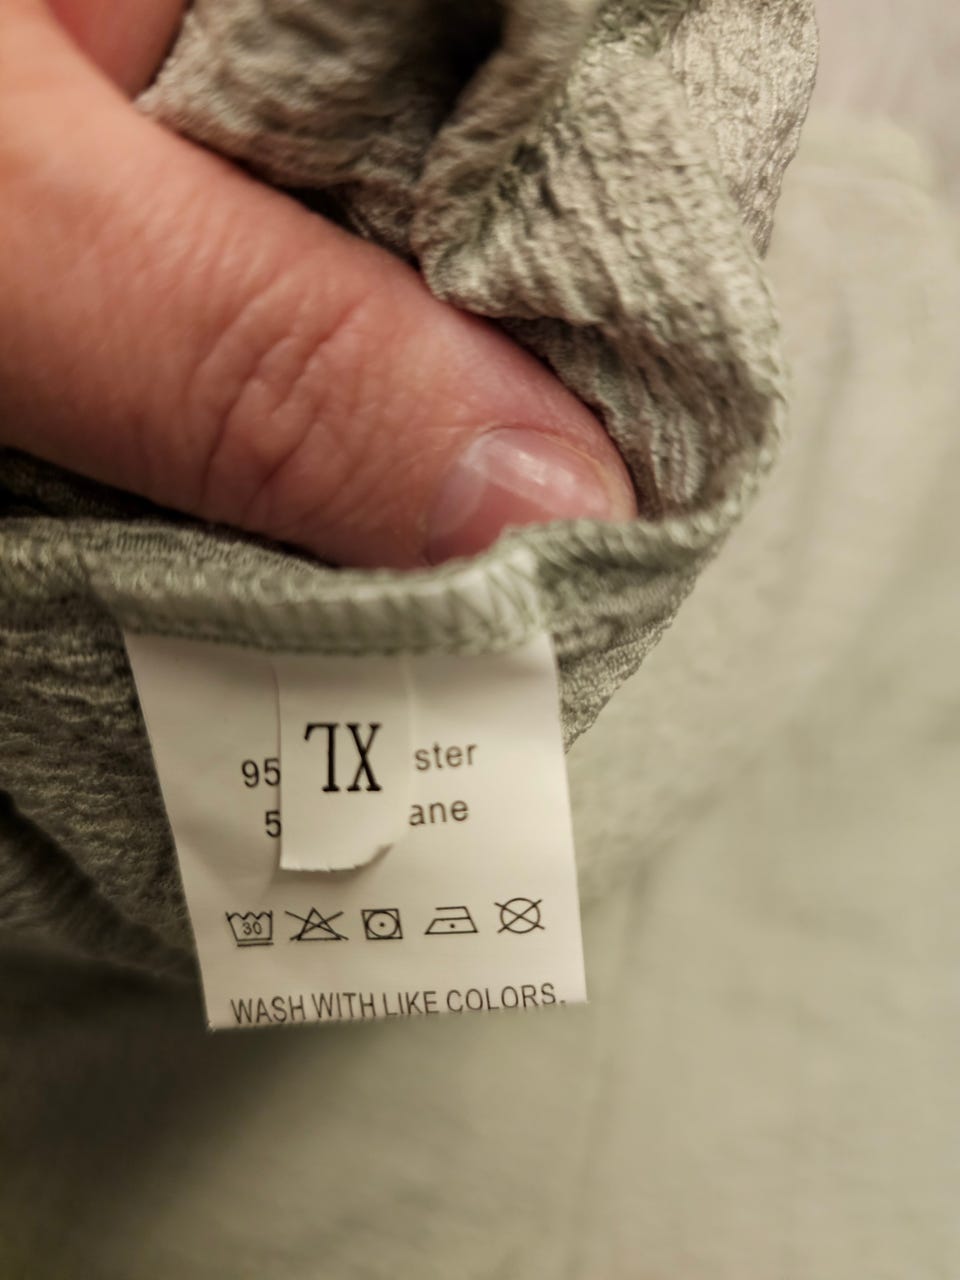 XL
95 ster
5 ane
30
WASH WITH LIKE COLORS.